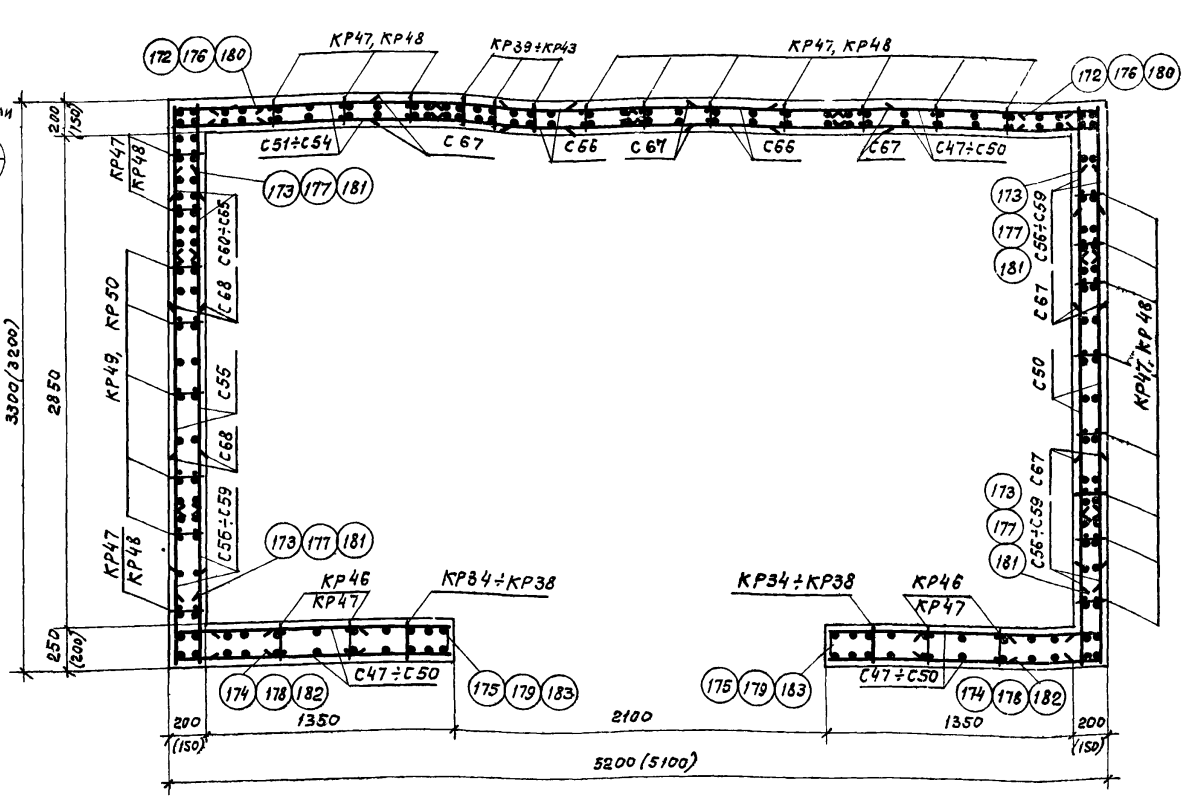 КР47, КР48
КР39÷КР43
КР47, КР48
172 176 180
172 176 180
200
(150)
С51÷С54
С67
С66
С67
С66
С67
С47÷С50
КР47
КР48
173 177 181
173
177
181
С60÷С65
С56÷С59
С68
С67
КР49, КР50
КР47, КР48
3300(3200)
2850
С55
С50
С68
С67
С56÷С59
173
177
181
С56÷С59
КР47
КР48
173 177 181
КР46
КР47
КР34÷КР38
КР34÷КР38
КР46
КР47
250
(200)
С47÷С50
С47÷С50
174 178 182
175 179 183
175 179 183
174 178 182
200
(150)
1350
2100
1350
200
(150)
5200(5100)